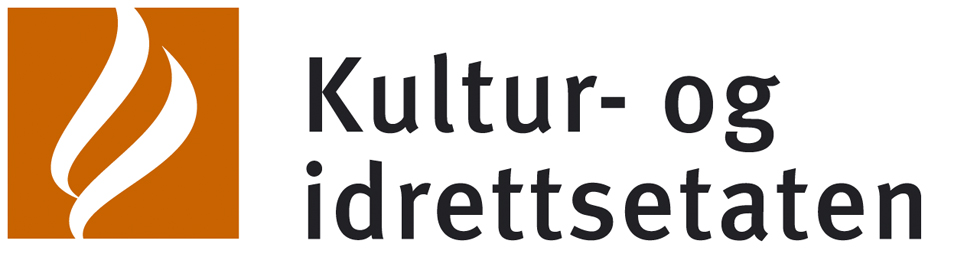 Kultur- og
idrettsetaten